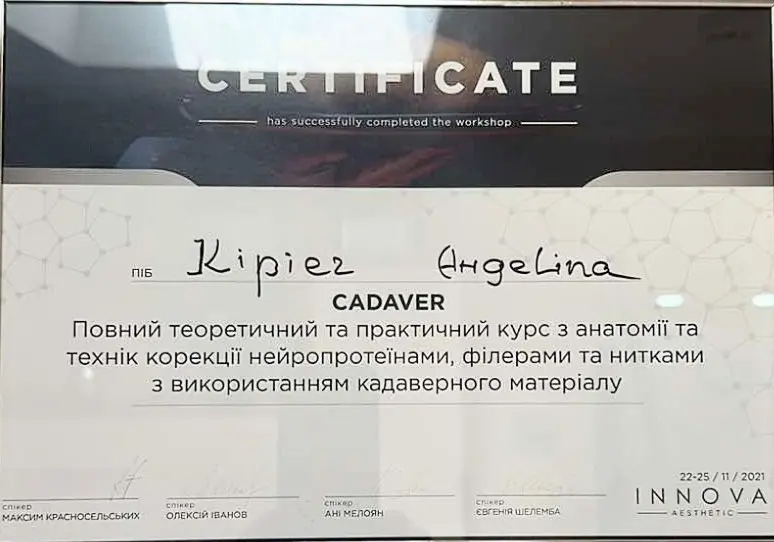 CERTIFICATE
has successfully completed the workshop
ПІБ Кіріег Angelina
CADAVER
Повний теоретичний та практичний курс з анатомії та
технік корекції нейропротеїнами, філерами та нитками
з використанням кадаверного матеріалу
22-25 / 11 / 2021
INNOVA
AESTHETIC
спікер
МАКСИМ КРАСНОСЕЛЬСЬКИХ
спікер
ОЛЕКСІЙ ІВАНОВ
спікер
АНІ МЕЛОЯН
спікер
ЄВГЕНІЯ ШЕЛЕМБА